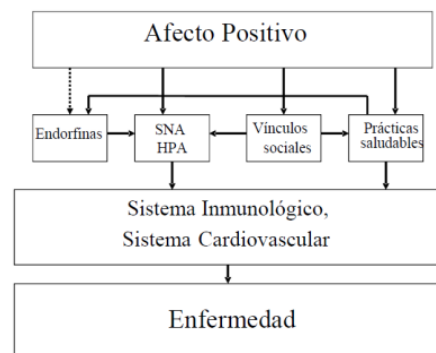 Afecto Positivo
Endorfinas
SNA
HPA
Vínculos
sociales
Prácticas
saludables
Sistema Inmunológico,
Sistema Cardiovascular
Enfermedad